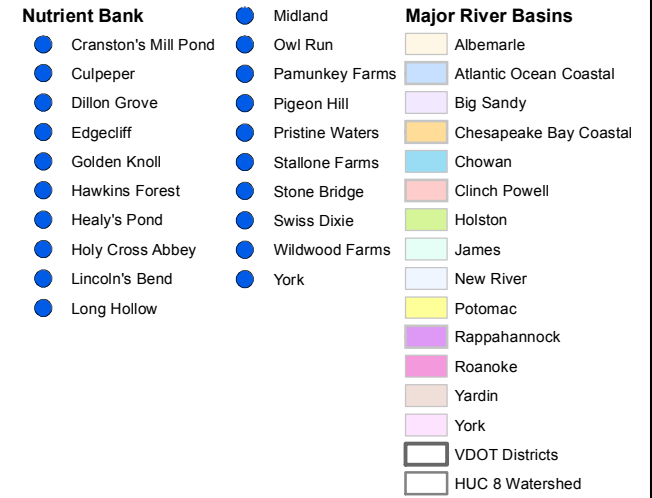 Nutrient Bank
Cranston's Mill Pond
Culpeper
Dillon Grove
Edgecliff
Golden Knoll
Hawkins Forest
Healy's Pond
Holy Cross Abbey
Lincoln's Bend
Long Hollow
Midland
Owl Run
Pamunkey Farms
Pigeon Hill
Pristine Waters
Stallone Farms
Stone Bridge
Swiss Dixie
Wildwood Farms
York
Major River Basins
Albemarle
Atlantic Ocean Coastal
Big Sandy
Chesapeake Bay Coastal
Chowan
Clinch Powell
Holston
James
New River
Potomac
Rappahannock
Roanoke
Yardin
York
VDOT Districts
HUC 8 Watershed